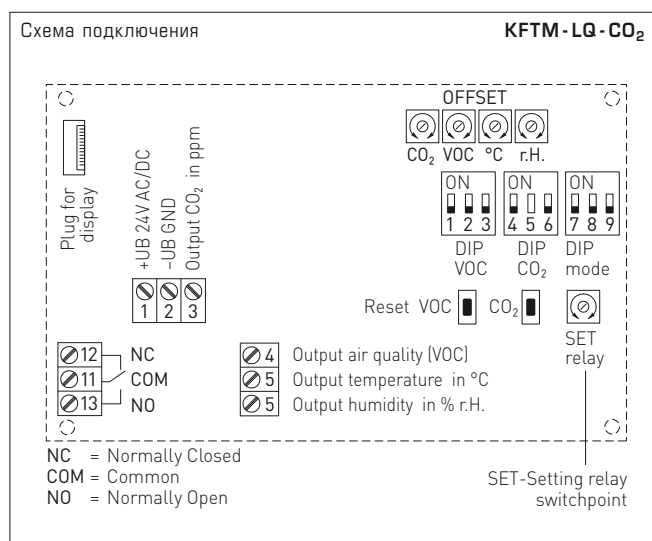 Схема подключения
KFTM-LQ-CO₂
OFFSET
CO₂ VOC °C r.H.
Plug for
display
+UB 24V AC/DC
–UB GND
Output CO₂ in ppm
1 2 3
ON
1 2 3
ON
4 5 6
ON
7 8 9
DIP
VOC
DIP
CO₂
DIP
mode
Reset VOC CO₂
SET
relay
12 NC
11 COM
13 NO
4 Output air quality (VOC)
5 Output temperature in °C
5 Output humidity in % r.H.
NC = Normally Closed
COM = Common
NO = Normally Open
SET-Setting relay
switchpoint